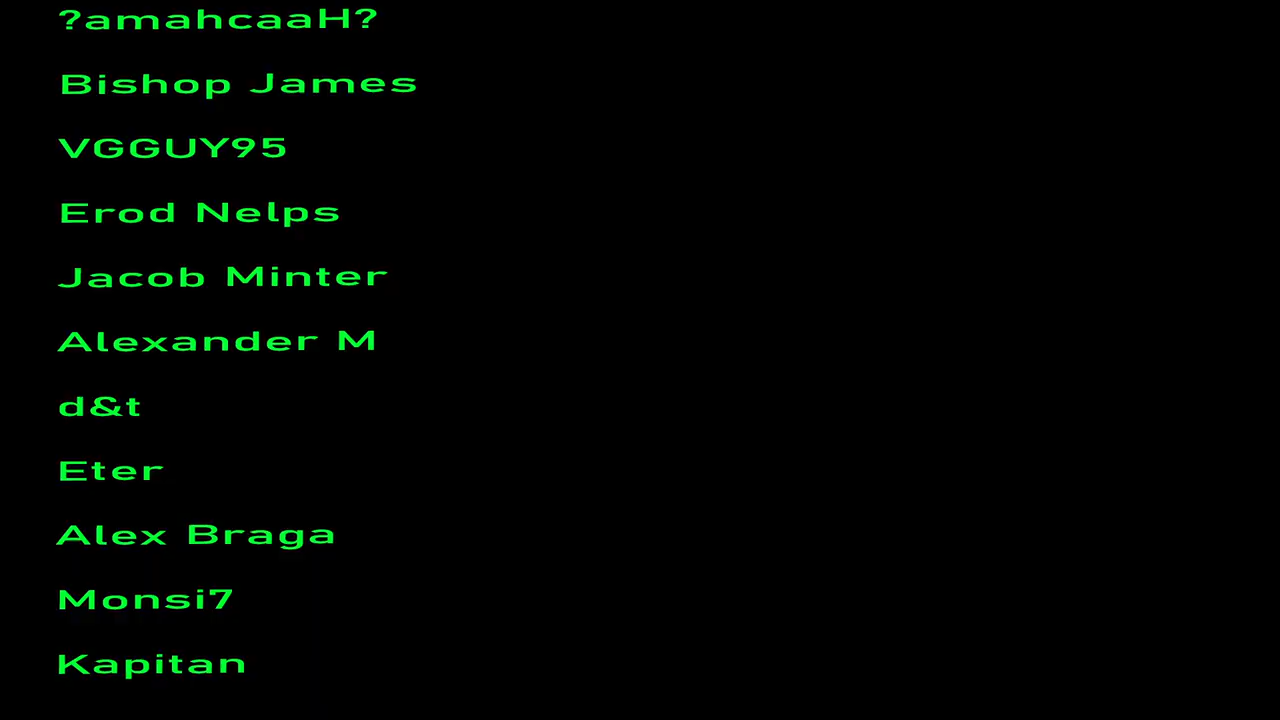 ?amahcaaH?
Bishop James
VGGUY95
Erod Nelps
Jacob Minter
Alexander M
d&t
Eter
Alex Braga
Monsi7
Kapitan